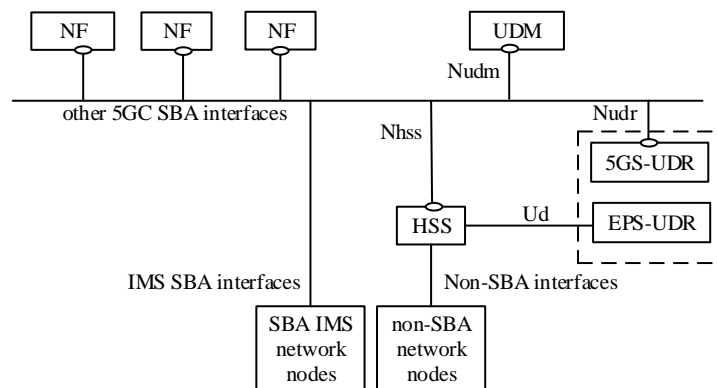 NF
NF
NF
UDM
Nudm
other 5GC SBA interfaces
Nhss
Nudr
5GS-UDR
HSS
Ud
EPS-UDR
IMS SBA interfaces
Non-SBA interfaces
SBA IMS
network
nodes
non-SBA
network
nodes